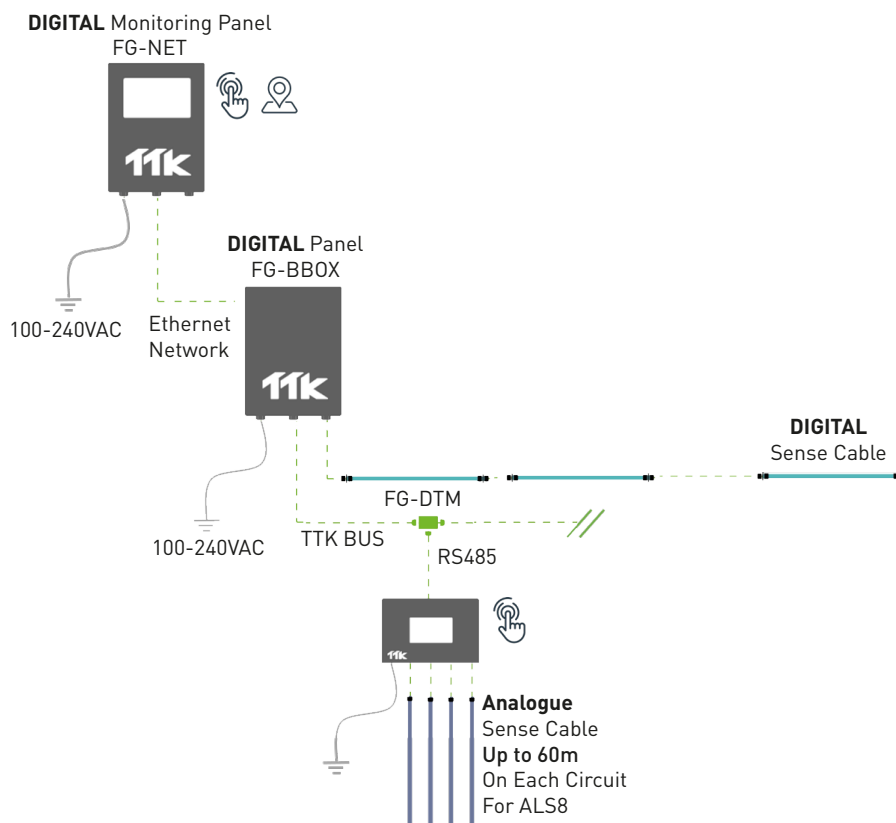 DIGITAL Monitoring Panel
FG-NET
TTK
100-240VAC
Ethernet
Network
DIGITAL Panel
FG-BBOX
TTK
100-240VAC
DIGITAL
Sense Cable
FG-DTM
TTK BUS
RS485
TTK
Analogue
Sense Cable
Up to 60m
On Each Circuit
For ALS8